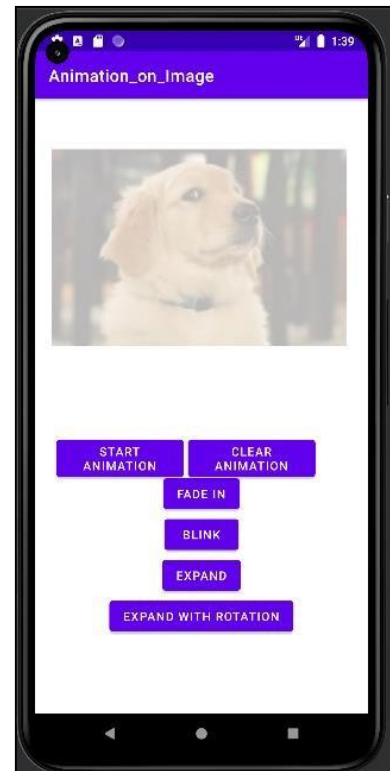 1:39
Animation_on_Image
START
ANIMATION
CLEAR
ANIMATION
FADE IN
BLINK
EXPAND
EXPAND WITH ROTATION